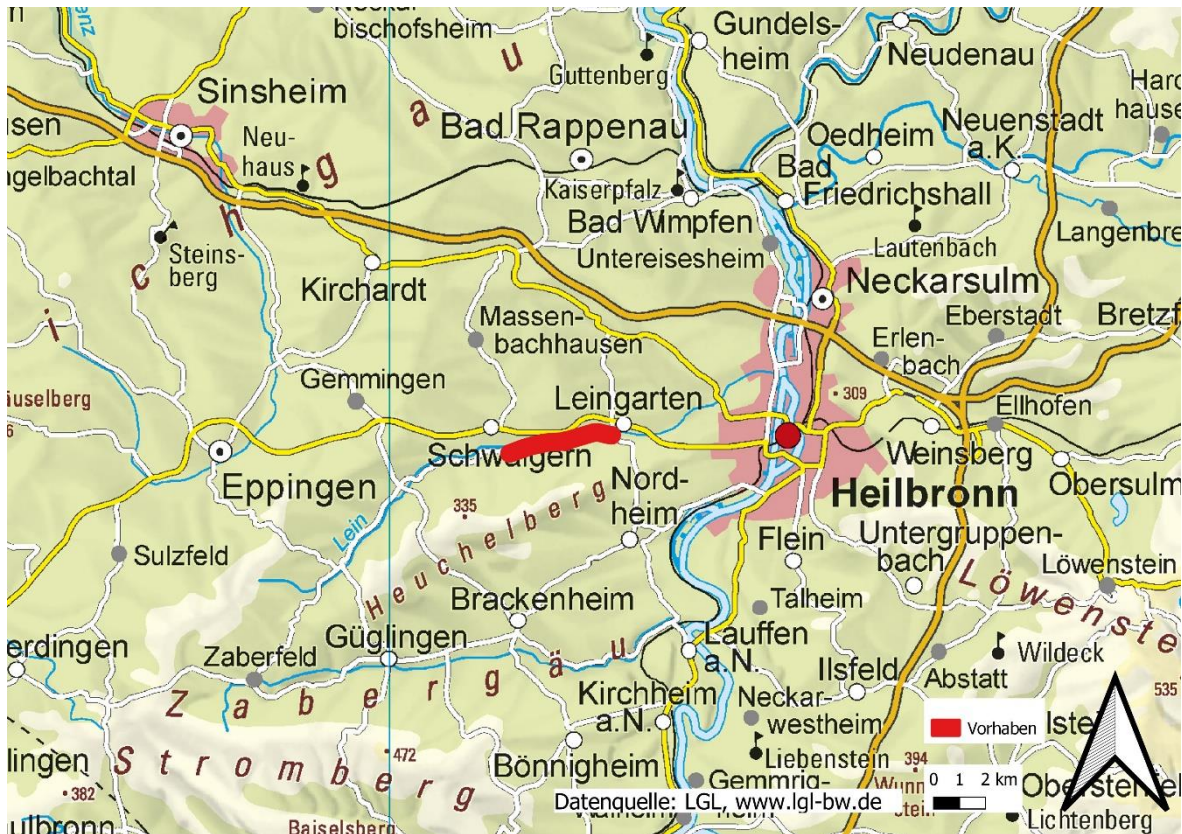 bischofsheim
Gundels-
heim
Neudenau
Guttenberg
Sinsheim
Neu-
haus
Bad Rappenau
Oedheim
Neuenstadt
a.K.
Kaiserpfalz
Bad
Friedrichshall
Bad Wimpfen
Untereisesheim
Lautenbach
Steins-
berg
Kirchardt
Neckarsulm
Massen-
bachhausen
Eberstadt
Erlen-
bach
Gemmingen
Leingarten
309
Ellhofen
Schwaigern
Weinsberg
Eppingen
Heilbronn
Obersulm
335
Nord-
heim
Lein
Heuchelberg
Flein
Untergruppen-
bach
Löwenstein
Sulzfeld
Talheim
Brackenheim
Güglingen
Lauffen
a.N.
Zaberfeld
Ilsfeld
Wildeck
Abstatt
535
Zabergäu
Kirchheim
a.N.
Neckar-
westheim
Liebenstein
Stromberg
472
382
Bönnigheim
394
Vorhaben
0 1 2 km
Datenquelle: LGL, www.lgl-bw.de
Baiselsberg
Lichtenberg